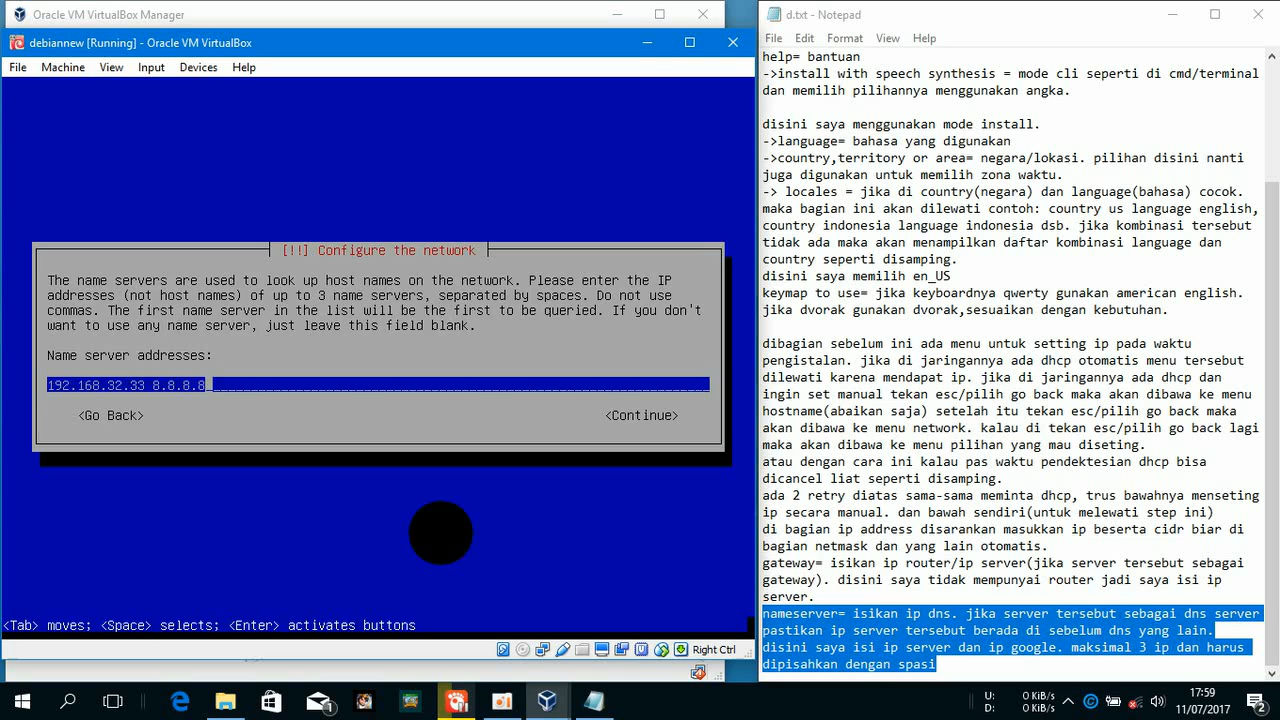 Oracle VM VirtualBox Manager
debiannew [Running] - Oracle VM VirtualBox
File Machine View Input Devices Help
[!!] Configure the network
The name servers are used to look up host names on the network. Please enter the IP
addresses (not host names) of up to 3 name servers, separated by spaces. Do not use
commas. The first name server in the list will be the first to be queried. If you don't
want to use any name server, just leave this field blank.
Name server addresses:
192.168.32.33 8.8.8.8
<Go Back> <Continue>
<Tab> moves; <Space> selects; <Enter> activates buttons
Right Ctrl
d.txt - Notepad
File Edit Format View Help
help= bantuan
->install with speech synthesis = mode cli seperti di cmd/terminal
dan memilih pilihannya menggunakan angka.
disini saya menggunakan mode install.
->language= bahasa yang digunakan
->country,territory or area= negara/lokasi. pilihan disini nanti
juga digunakan untuk memilih zona waktu.
-> locales = jika di country(negara) dan language(bahasa) cocok.
maka bagian ini akan dilewati contoh: country us language english,
country indonesia language indonesia dsb. jika kombinasi tersebut
tidak ada maka akan menampilkan daftar kombinasi language dan
country seperti disamping.
disini saya memilih en_US
keymap to use= jika keyboardnya qwerty gunakan american english.
jika dvorak gunakan dvorak,sesuaikan dengan kebutuhan.
dibagian sebelum ini ada menu untuk setting ip pada waktu
pengistalan. jika di jaringannya ada dhcp otomatis menu tersebut
dilewati karena mendapat ip. jika di jaringannya ada dhcp dan
ingin set manual tekan esc/pilih go back maka akan dibawa ke menu
hostname(abaikan saja) setelah itu tekan esc/pilih go back maka
akan dibawa ke menu network. kalau di tekan esc/pilih go back lagi
maka akan dibawa ke menu pilihan yang mau diseting.
atau dengan cara ini kalau pas waktu pendektesian dhcp bisa
dicancel liat seperti disamping.
ada 2 retry diatas sama-sama meminta dhcp, trus bawahnya menseting
ip secara manual. dan bawah sendiri(untuk melewati step ini)
di bagian ip address disarankan masukkan ip beserta cidr biar di
bagian netmask dan yang lain otomatis.
gateway= isikan ip router/ip server(jika server tersebut sebagai
gateway). disini saya tidak mempunyai router jadi saya isi ip
server.
nameserver= isikan ip dns. jika server tersebut sebagai dns server
pastikan ip server tersebut berada di sebelum dns yang lain.
disini saya isi ip server dan ip google. maksimal 3 ip dan harus
dipisahkan dengan spasi
1
U: 0 KiB/s
D: 0 KiB/s
17:59
11/07/2017
2